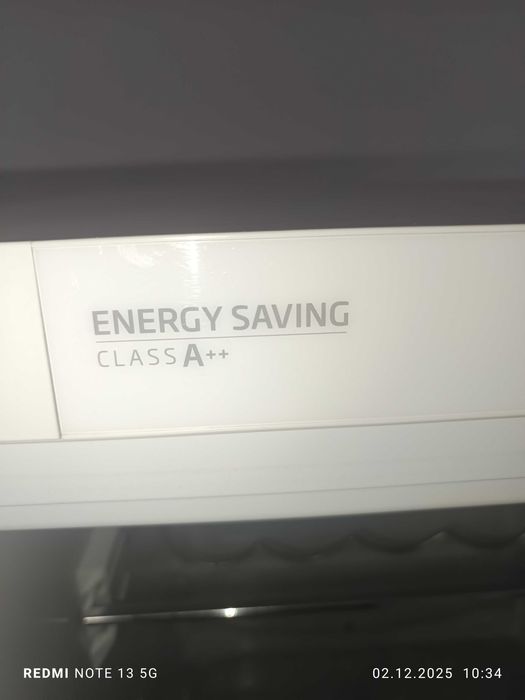 ENERGY SAVING
CLASS A++
REDMI NOTE 13 5G
02.12.2025 10:34